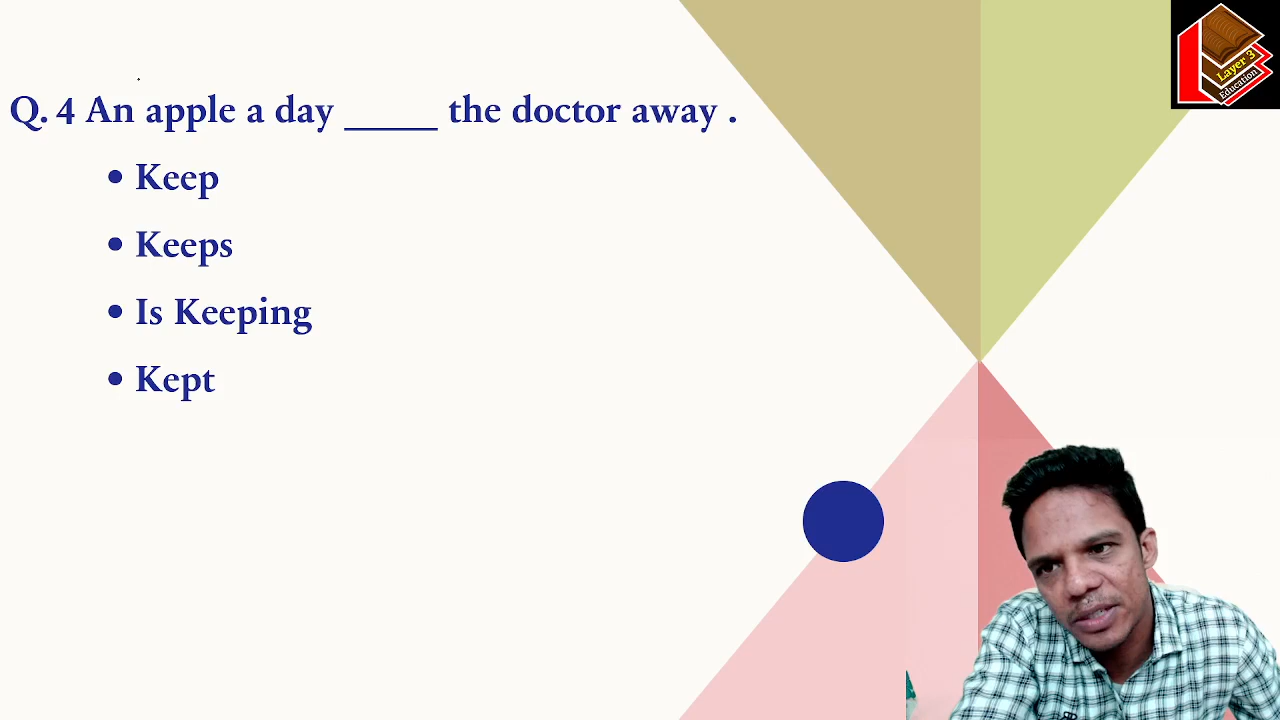 Q. 4 An apple a day _____ the doctor away .
• Keep
• Keeps
• Is Keeping
• Kept
Layer 3
Education